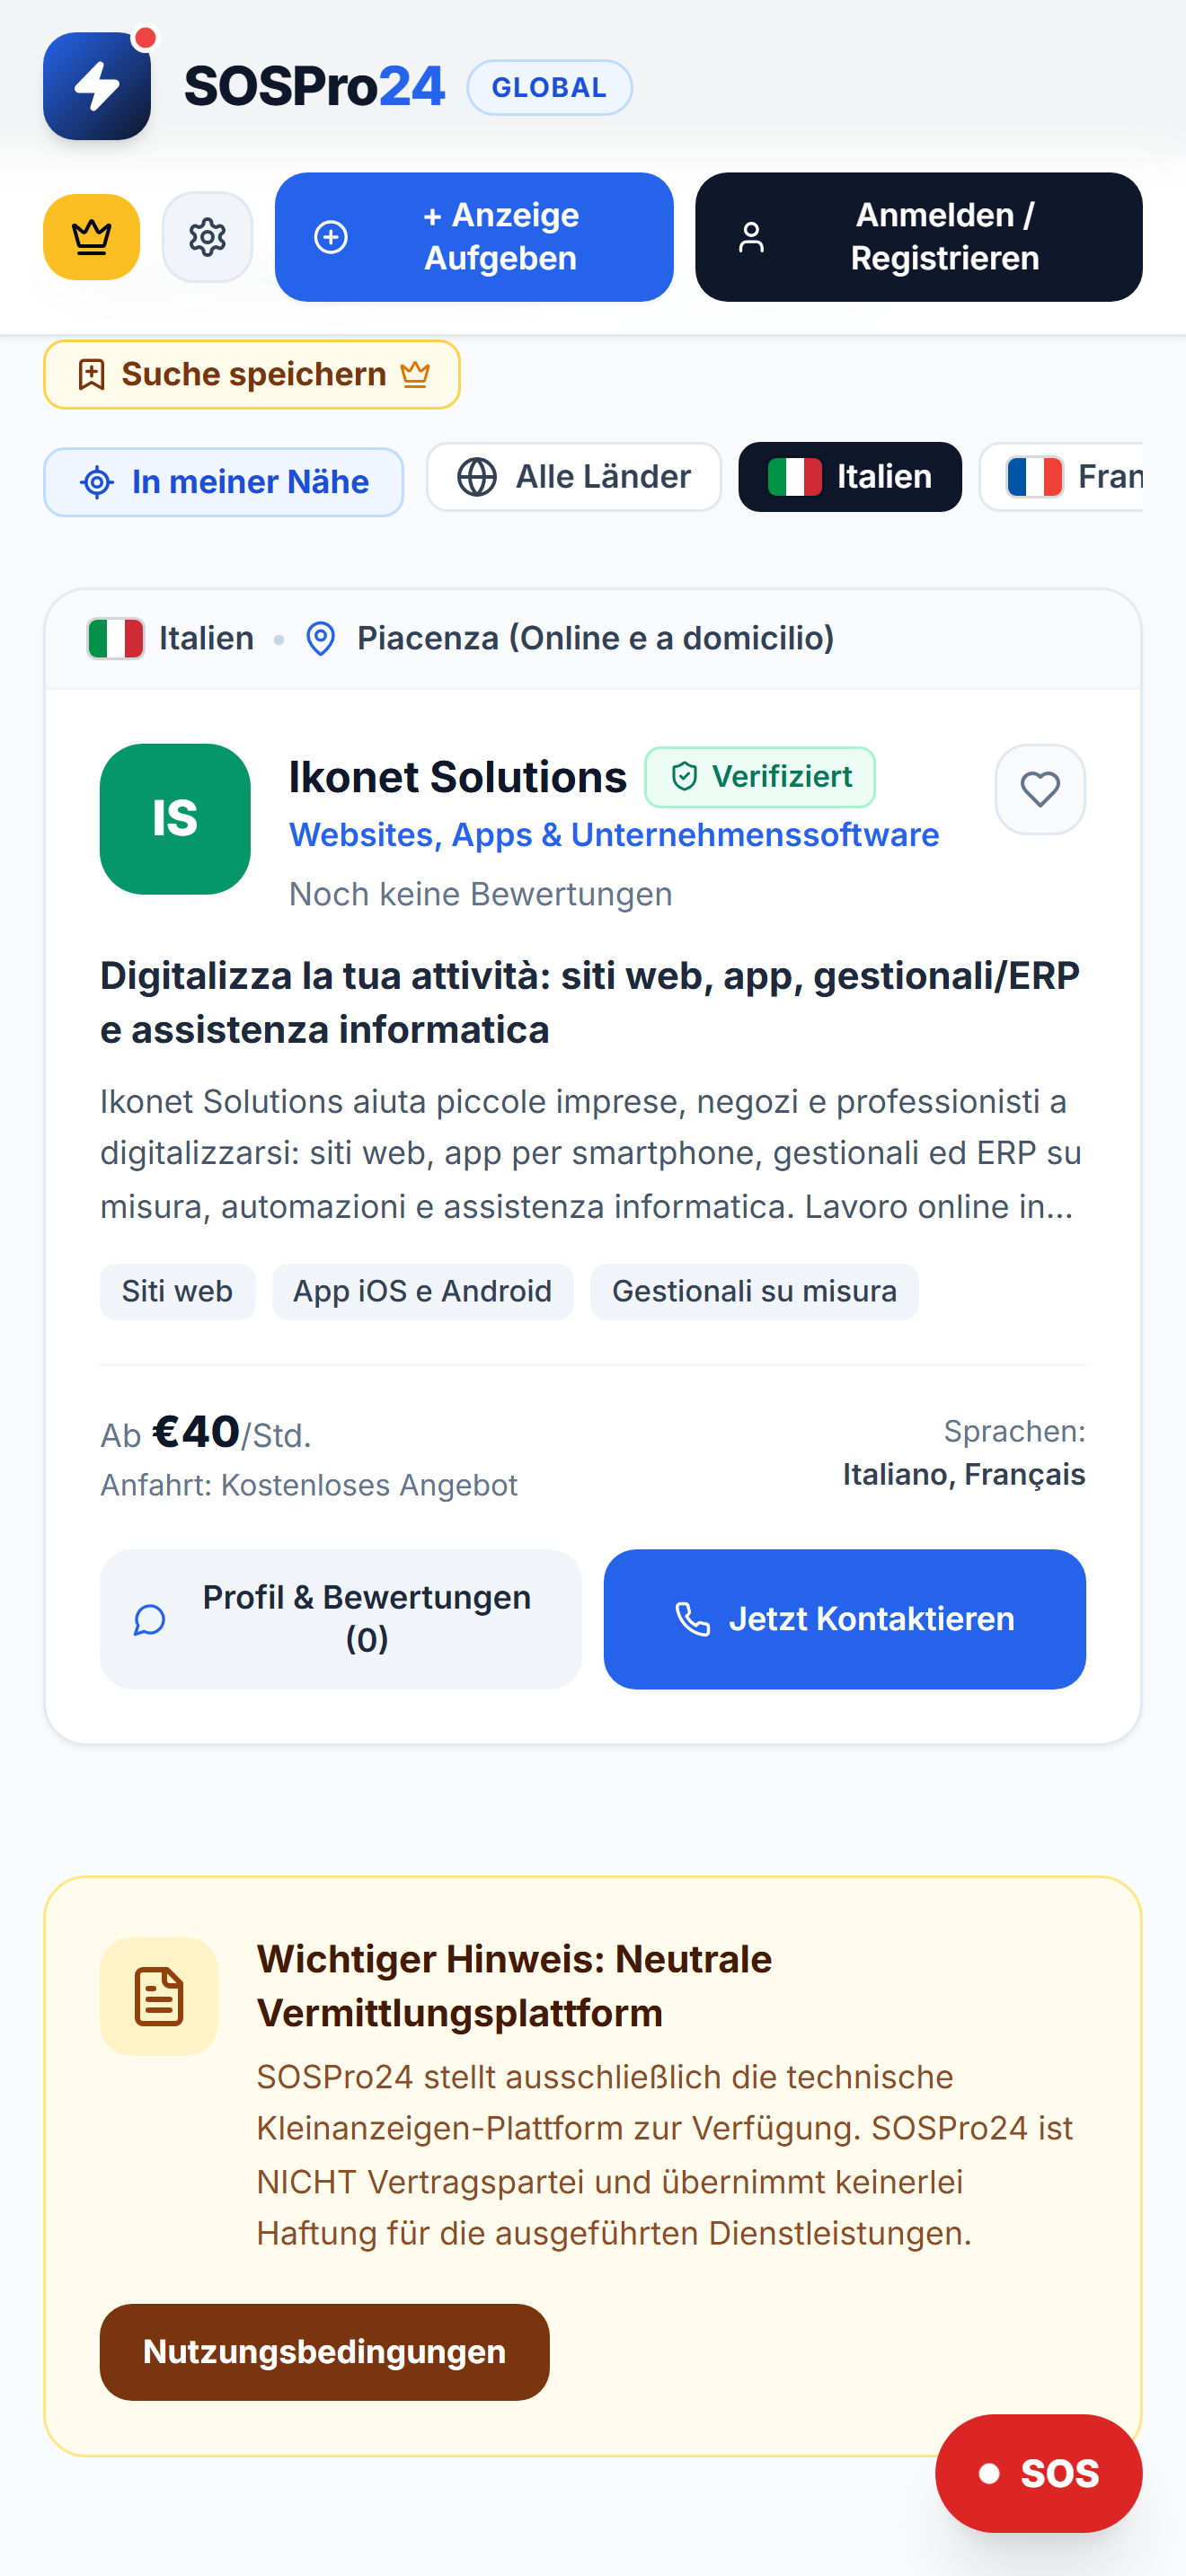 SOSPro24 GLOBAL
+ Anzeige
Aufgeben
Anmelden /
Registrieren
Suche speichern
In meiner Nähe
Alle Länder
Italien
Fran
Italien • Piacenza (Online e a domicilio)
IS
Ikonet Solutions
Verifiziert
Websites, Apps & Unternehmenssoftware
Noch keine Bewertungen
Digitalizza la tua attività: siti web, app, gestionali/ERP
e assistenza informatica
Ikonet Solutions aiuta piccole imprese, negozi e professionisti a
digitalizzarsi: siti web, app per smartphone, gestionali ed ERP su
misura, automazioni e assistenza informatica. Lavoro online in...
Siti web
App iOS e Android
Gestionali su misura
Ab €40/Std.
Anfahrt: Kostenloses Angebot
Sprachen:
Italiano, Français
Profil & Bewertungen
(0)
Jetzt Kontaktieren
Wichtiger Hinweis: Neutrale
Vermittlungsplattform
SOSPro24 stellt ausschließlich die technische
Kleinanzeigen-Plattform zur Verfügung. SOSPro24 ist
NICHT Vertragspartei und übernimmt keinerlei
Haftung für die ausgeführten Dienstleistungen.
Nutzungsbedingungen
SOS